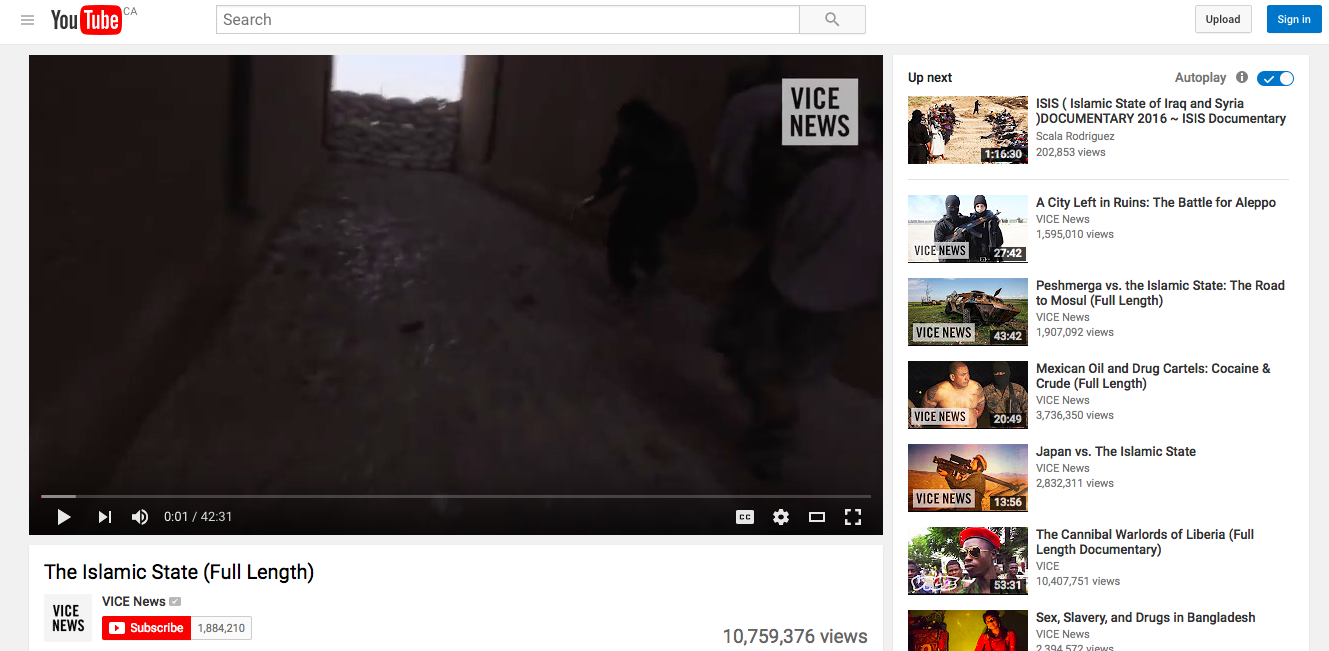 YouTube CA
Search
Upload
Sign in
VICE
NEWS
0:01 / 42:31
CC
The Islamic State (Full Length)
VICE
NEWS
VICE News
Subscribe 1,884,210
10,759,376 views
Up next
Autoplay
1:16:30
ISIS ( Islamic State of Iraq and Syria
)DOCUMENTARY 2016 ~ ISIS Documentary
Scala Rodriguez
202,853 views
VICE NEWS
27:42
A City Left in Ruins: The Battle for Aleppo
VICE News
1,595,010 views
VICE NEWS
43:42
Peshmerga vs. the Islamic State: The Road
to Mosul (Full Length)
VICE News
1,907,092 views
VICE NEWS
20:49
Mexican Oil and Drug Cartels: Cocaine &
Crude (Full Length)
VICE News
3,736,350 views
VICE NEWS
13:56
Japan vs. The Islamic State
VICE News
2,832,311 views
VICE
53:31
The Cannibal Warlords of Liberia (Full
Length Documentary)
VICE
10,407,751 views
Sex, Slavery, and Drugs in Bangladesh
VICE News
2,394,572 views